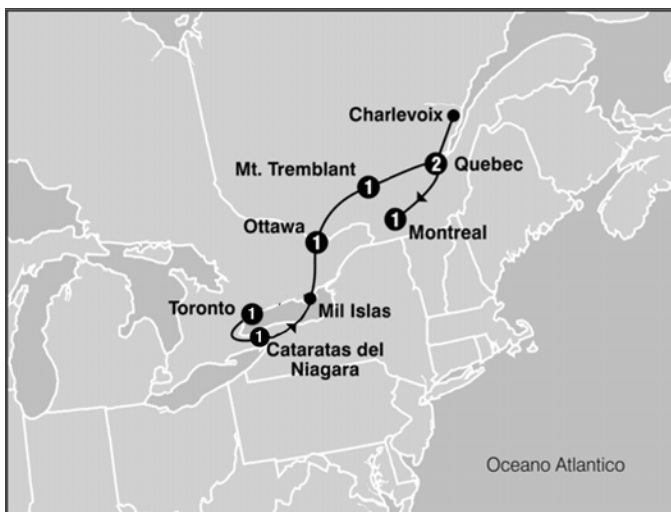 Charlevoix
2
Quebec
Mt. Tremblant
1
1
Montreal
Ottawa
1
Toronto
1
Mil Islas
1
Cataratas del
Niagara
Oceano Atlantico